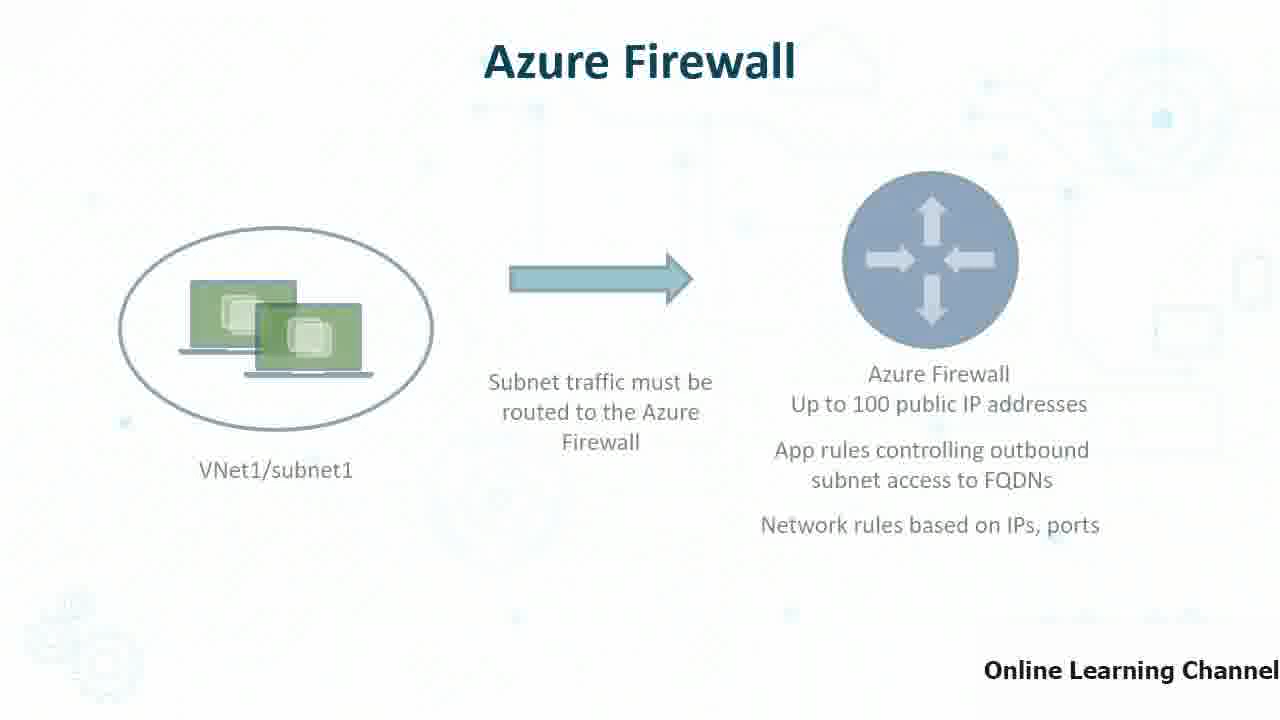 Azure Firewall
VNet1/subnet1
Subnet traffic must be
routed to the Azure
Firewall
Azure Firewall
Up to 100 public IP addresses
App rules controlling outbound
subnet access to FQDNs
Network rules based on IPs, ports
Online Learning Channel